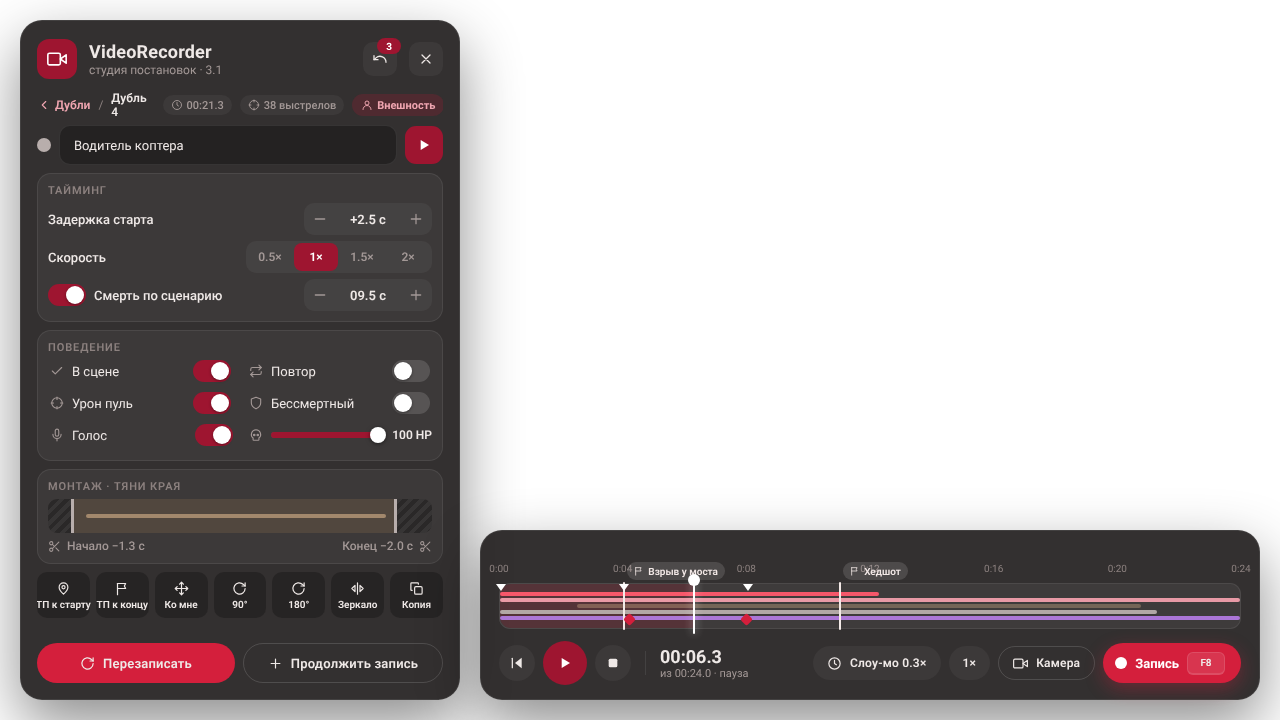 VideoRecorder
студия постановок · 3.1
3
Дубли / Дубль 4
00:21.3
38 выстрелов
Внешность
Водитель коптера
ТАЙМИНГ
Задержка старта
+2.5 с
Скорость
0.5× 1× 1.5× 2×
Смерть по сценарию
09.5 с
ПОВЕДЕНИЕ
В сцене
Повтор
Урон пуль
Бессмертный
Голос
100 HP
МОНТАЖ · ТЯНИ КРАЯ
Начало −1.3 с
Конец −2.0 с
ТП к старту
ТП к концу
Ко мне
90°
180°
Зеркало
Копия
Перезаписать
Продолжить запись
0:00 0:04 0:08 0:12 0:16 0:20 0:24
Взрыв у моста
Хедшот
00:06.3
из 00:24.0 · пауза
Слоу-мо 0.3×
1×
Камера
Запись F8